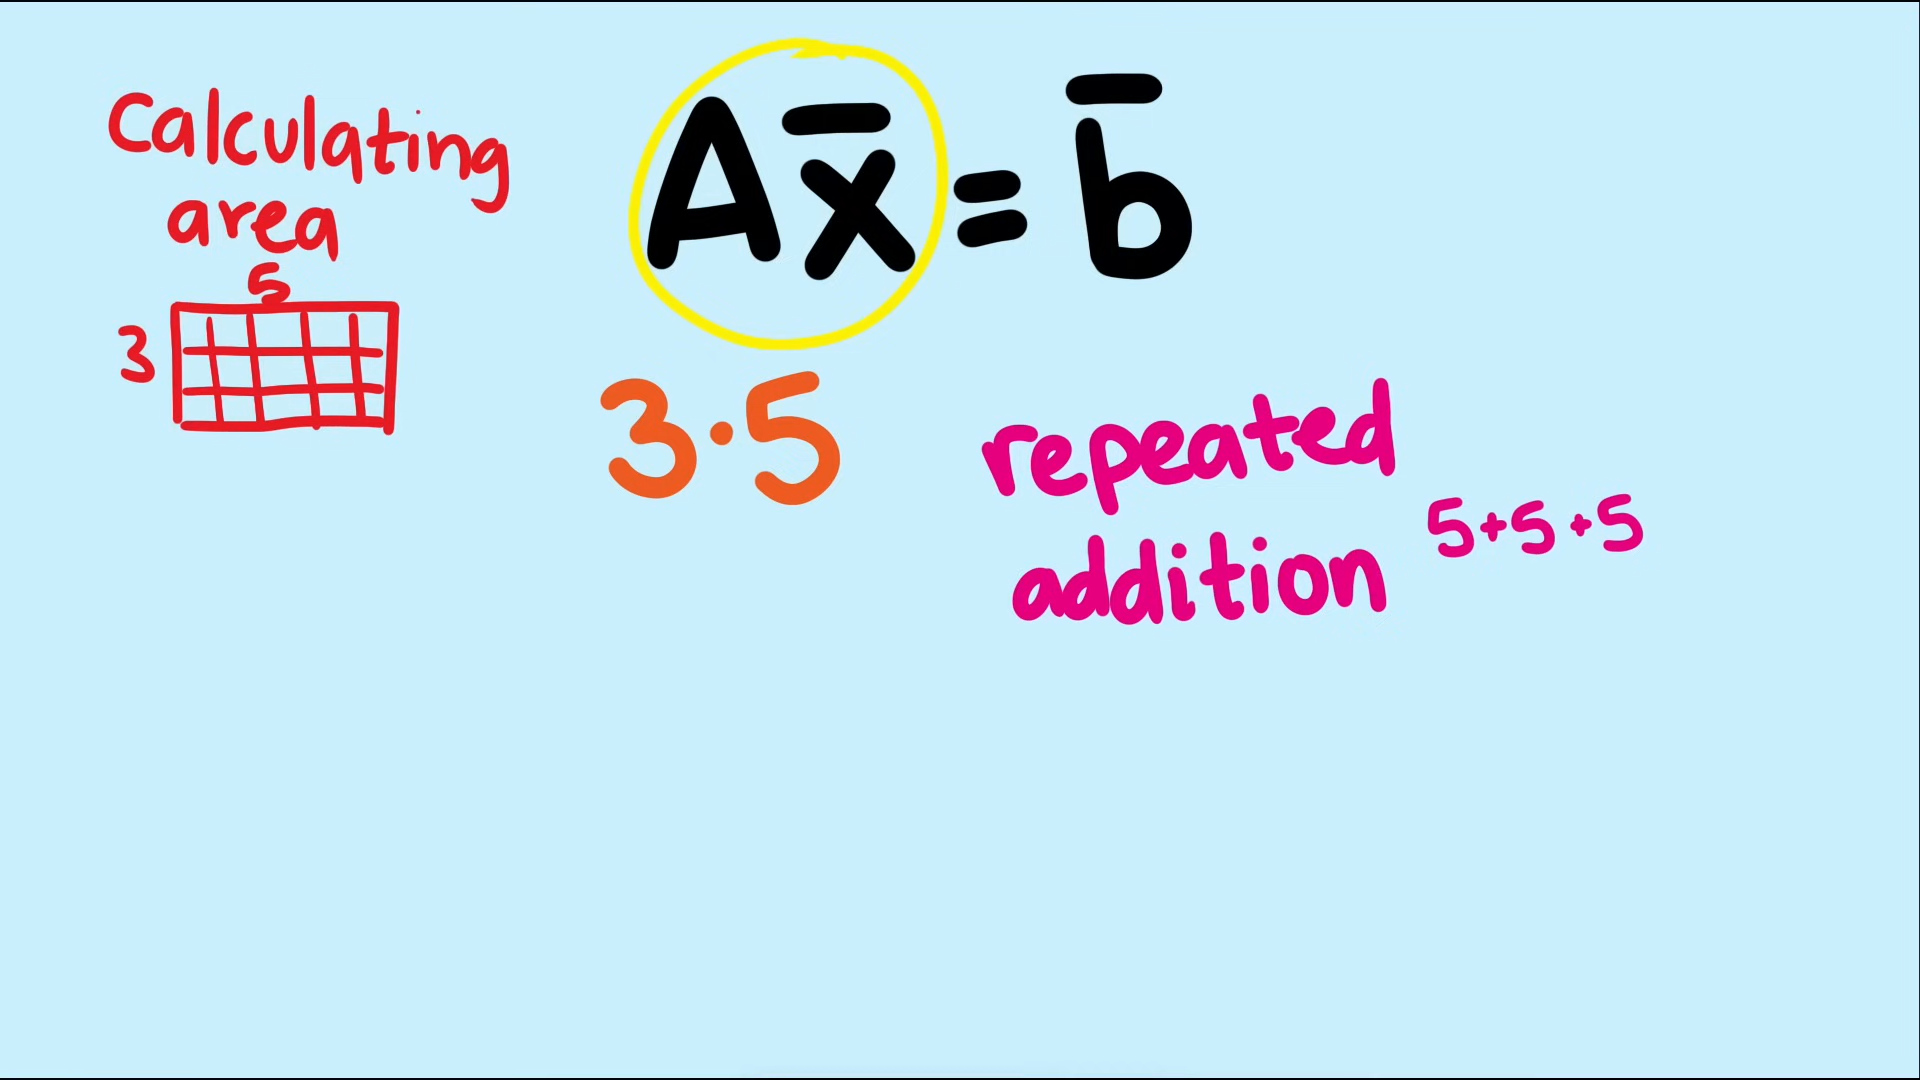 Calculating
area
5
3
Ax̄ = b̄
3·5
repeated
addition
5+5+5